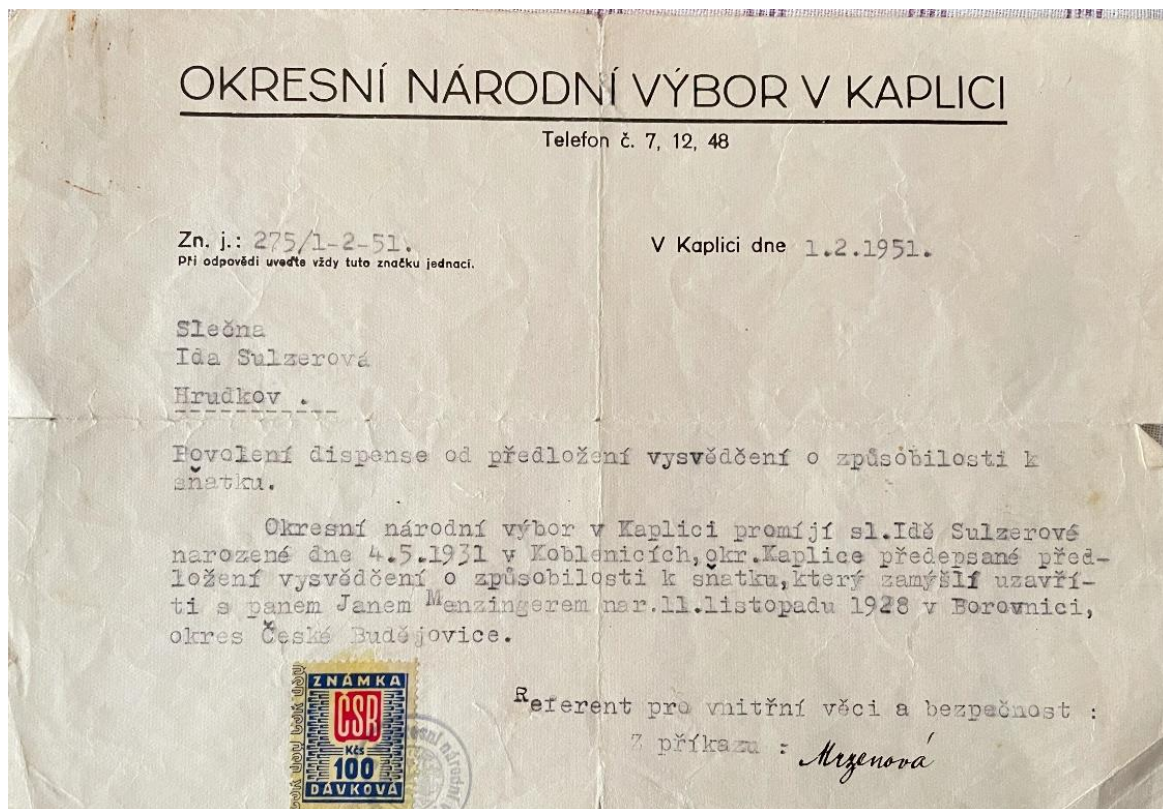 OKRESNÍ NÁRODNÍ VÝBOR V KAPLICI
Telefon č. 7, 12, 48
Zn. j.: 275/1-2-51.
Při odpovědi uveďte vždy tuto značku jednací.
V Kaplici dne 1.2.1951.
Slečna
Ida Sulzerová
Hrudkov .
Povolení dispense od předložení vysvědčení o způsobilosti k
sňatku.
Okresní národní výbor v Kaplici promíjí sl.Idě Sulzerové
narozené dne 4.5.1931 v Koblenicích,okr.Kaplice předepsané před-
ložení vysvědčení o způsobilosti k sňatku,který zamýšlí uzavří-
ti s panem Janem Menzingerem nar.11.listopadu 1928 v Borovnici,
okres České Budějovice.
ZNÁMKA
ČSR
Kčs
100
DÁVKOVÁ
Referent pro vnitřní věci a bezpečnost :
Z příkazu : Mrzenová
národní